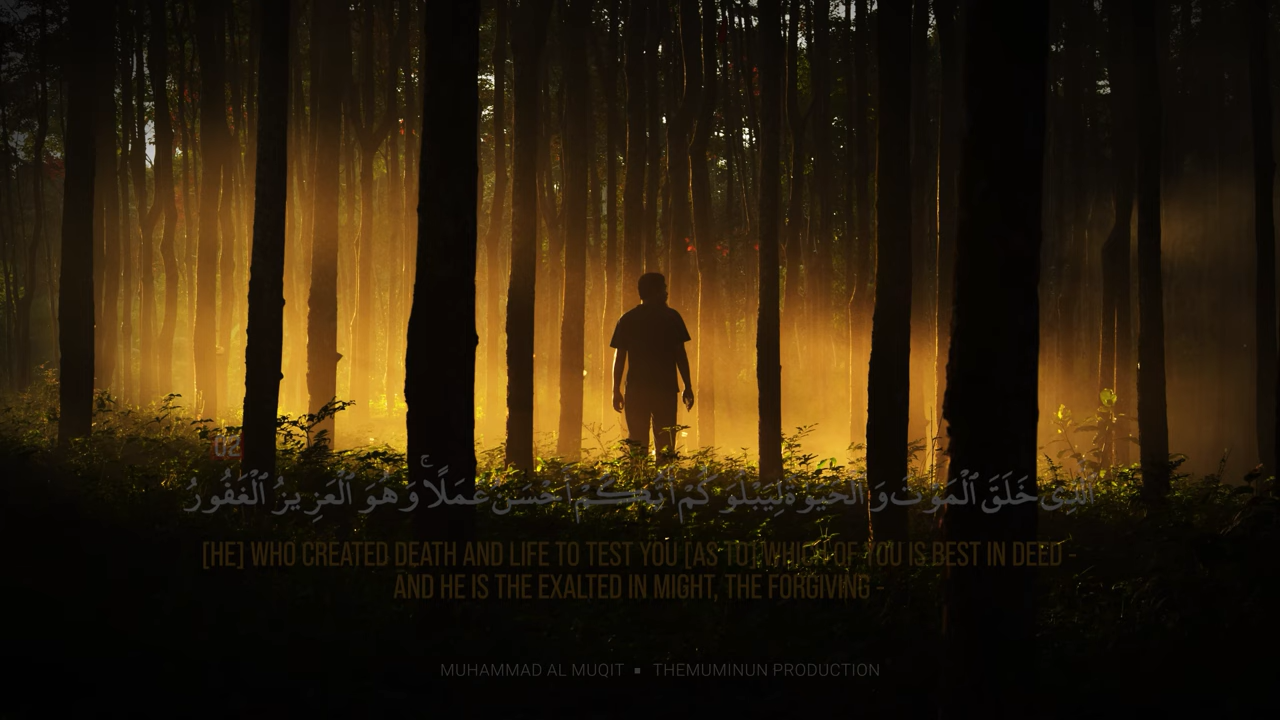 02
ٱلَّذِى خَلَقَ ٱلْمَوْتَ وَٱلْحَيَوٰةَ لِيَبْلُوَكُمْ أَيُّكُمْ أَحْسَنُ عَمَلًا ۚ وَهُوَ ٱلْعَزِيزُ ٱلْغَفُورُ
[HE] WHO CREATED DEATH AND LIFE TO TEST YOU [AS TO] WHICH OF YOU IS BEST IN DEED -
AND HE IS THE EXALTED IN MIGHT, THE FORGIVING -
MUHAMMAD AL MUQIT ▪ THEMUMINUN PRODUCTION